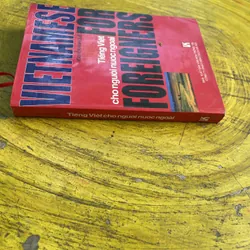 VIETNAMESE
FOR
FOREIGNERS
Tiếng Việt
cho người nước ngoài
Tiếng Việt cho người nước ngoài